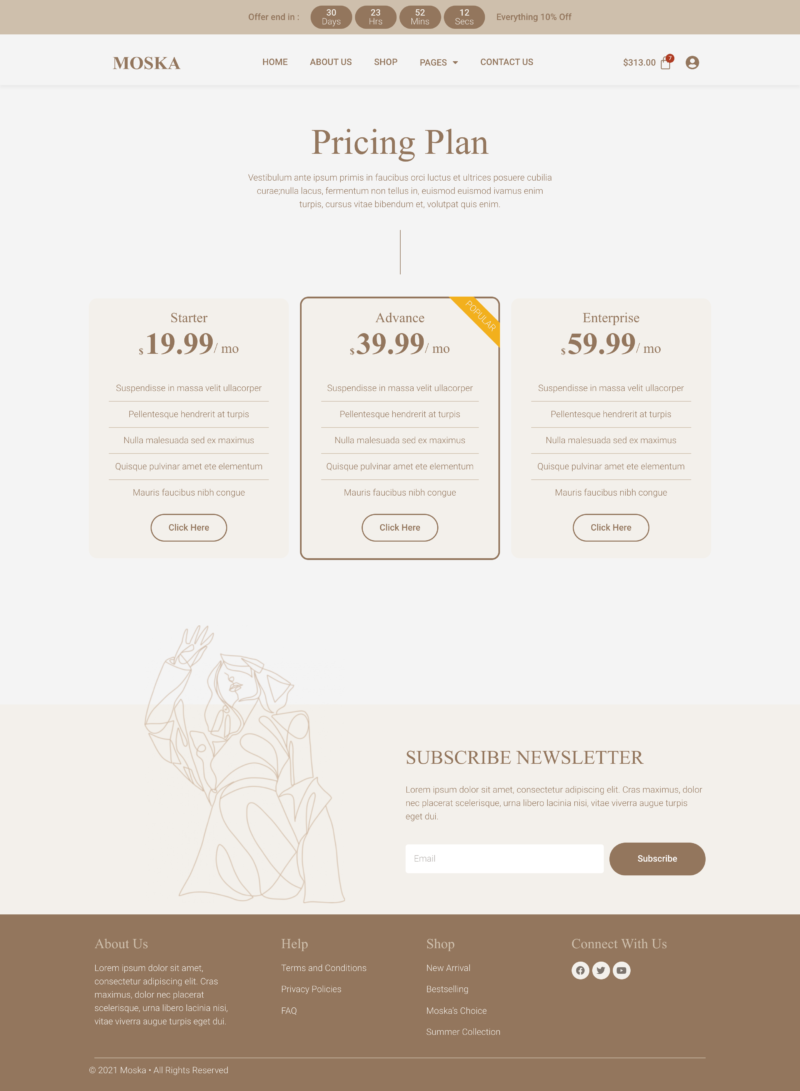 Offer end in :
30
Days
23
Hrs
52
Mins
12
Secs
Everything 10% Off
MOSKA
HOME
ABOUT US
SHOP
PAGES
CONTACT US
$313.00
7
Pricing Plan
Vestibulum ante ipsum primis in faucibus orci luctus et ultrices posuere cubilia
curae;nulla lacus, fermentum non tellus in, euismod euismod ivamus enim
turpis, cursus vitae bibendum et, volutpat quis enim.
Starter
$19.99/ mo
Suspendisse in massa velit ullacorper
Pellentesque hendrerit at turpis
Nulla malesuada sed ex maximus
Quisque pulvinar amet ete elementum
Mauris faucibus nibh congue
Click Here
POPULAR
Advance
$39.99/ mo
Suspendisse in massa velit ullacorper
Pellentesque hendrerit at turpis
Nulla malesuada sed ex maximus
Quisque pulvinar amet ete elementum
Mauris faucibus nibh congue
Click Here
Enterprise
$59.99/ mo
Suspendisse in massa velit ullacorper
Pellentesque hendrerit at turpis
Nulla malesuada sed ex maximus
Quisque pulvinar amet ete elementum
Mauris faucibus nibh congue
Click Here
SUBSCRIBE NEWSLETTER
Lorem ipsum dolor sit amet, consectetur adipiscing elit. Cras maximus, dolor
nec placerat scelerisque, urna libero lacinia nisi, vitae viverra augue turpis
eget dui.
Email
Subscribe
About Us
Lorem ipsum dolor sit amet,
consectetur adipiscing elit. Cras
maximus, dolor nec placerat
scelerisque, urna libero lacinia nisi,
vitae viverra augue turpis eget dui.
Help
Terms and Conditions
Privacy Policies
FAQ
Shop
New Arrival
Bestselling
Moska's Choice
Summer Collection
Connect With Us
© 2021 Moska • All Rights Reserved